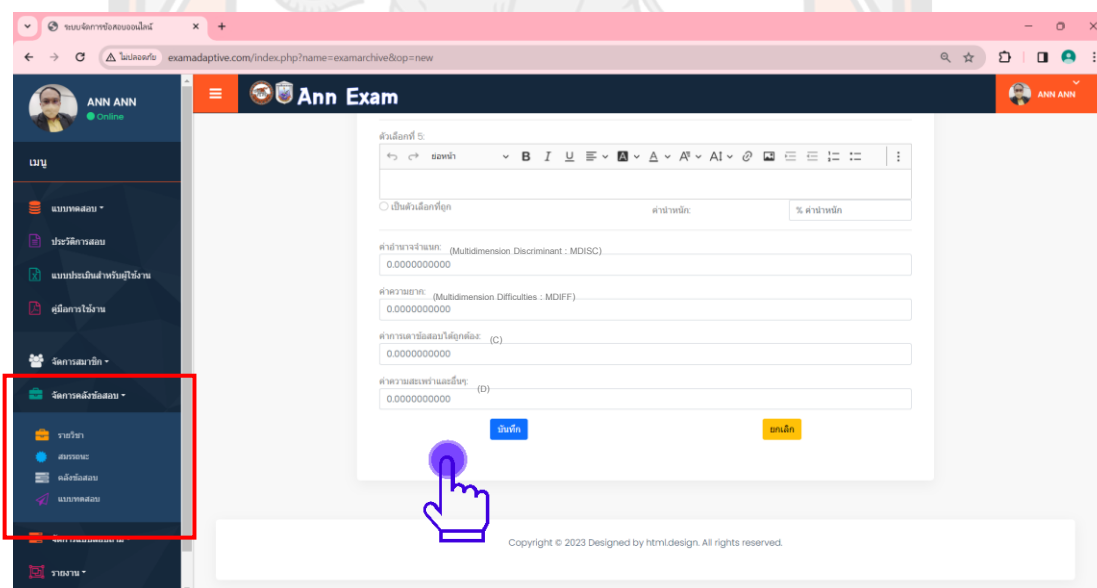 ระบบจัดการข้อสอบออนไลน์
ไม่ปลอดภัย examadaptive.com/index.php?name=examarchive&op=new
ANN ANN
Online
Ann Exam
ANN ANN
เมนู
แบบทดสอบ
ประวัติการสอบ
แบบประเมินสำหรับผู้ใช้งาน
คู่มือการใช้งาน
จัดการสมาชิก
จัดการคลังข้อสอบ
รายวิชา
สมรรถนะ
คลังข้อสอบ
แบบทดสอบ
รายงาน
ตัวเลือกที่ 5:
ย่อหน้า
เป็นตัวเลือกที่ถูก ค่าน้ำหนัก: % ค่าน้ำหนัก
ค่าอำนาจจำแนก: (Multidimension Discriminant : MDISC)
0.0000000000
ค่าความยาก: (Multidimension Difficulties : MDIFF)
0.0000000000
ค่าการเดาข้อสอบได้ถูกต้อง: (C)
0.0000000000
ค่าความสะเพร่าและอื่นๆ: (D)
0.0000000000
บันทึก ยกเลิก
Copyright © 2023 Designed by html.design. All rights reserved.